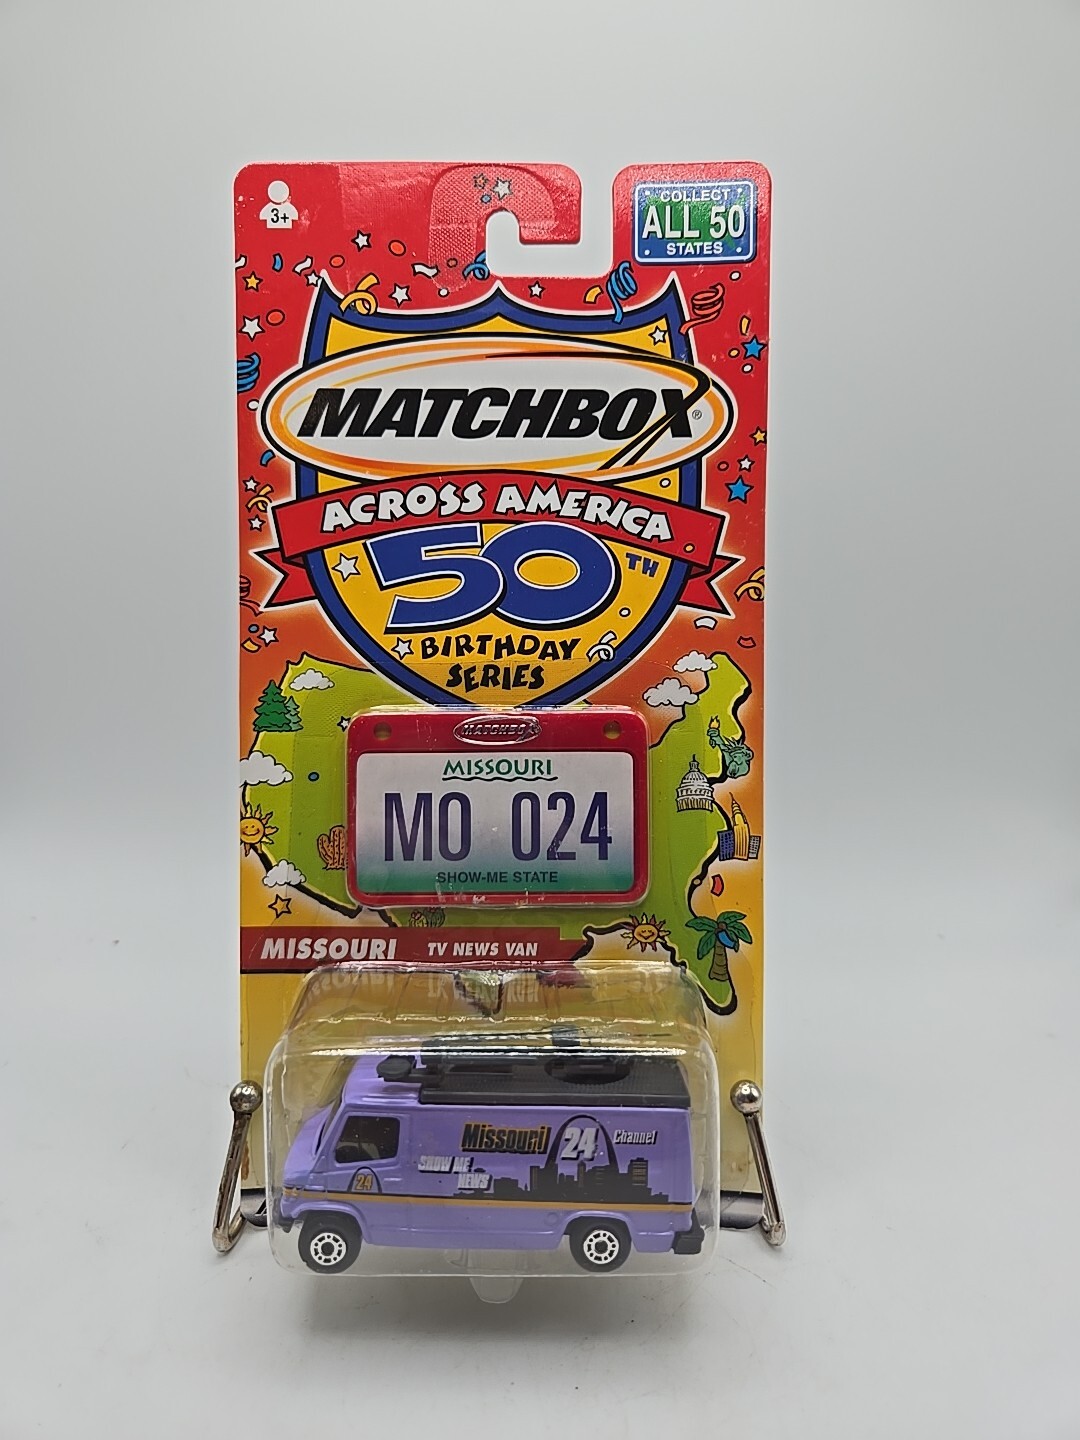 3+
COLLECT
ALL 50
STATES
MATCHBOX®
ACROSS AMERICA
50TH
BIRTHDAY
SERIES
MATCHBOX
MISSOURI
MO 024
SHOW-ME STATE
MISSOURI TV NEWS VAN
Missouri 24 Channel
SHOW ME
NEWS
24